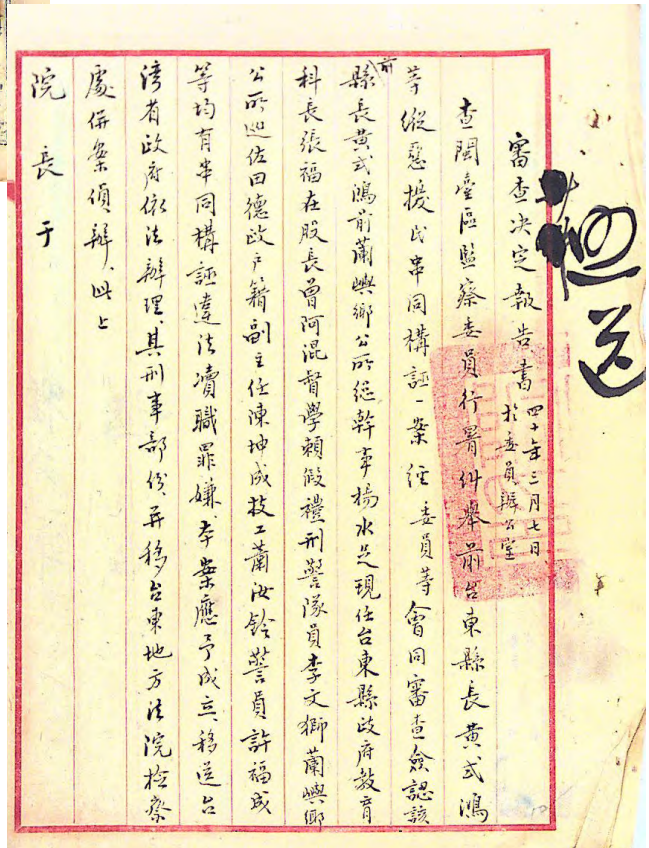 審查決定報告書
四十年三月七日
於委員辦公室
查閩臺區監察委員行署糾舉前台東縣長黃式鴻
等縱惡援民串同構誣一案經委員等會同審查僉認該
前縣長黃式鴻前蘭嶼鄉公所總幹事楊水足現任台東縣政府教育
科長張福在股長曾阿混督學賴假禮刑警隊員李文鄉蘭嶼鄉
公所巡佐田德政戶籍副主任陳坤成技工蕭汝銓警員許福成
等均有串同構誣違法瀆職罪嫌、本案應予成立、移送台
湾省政府依法辦理、其刑事部份、并移台東地方法院檢察
處併案偵辦、此上
院長于